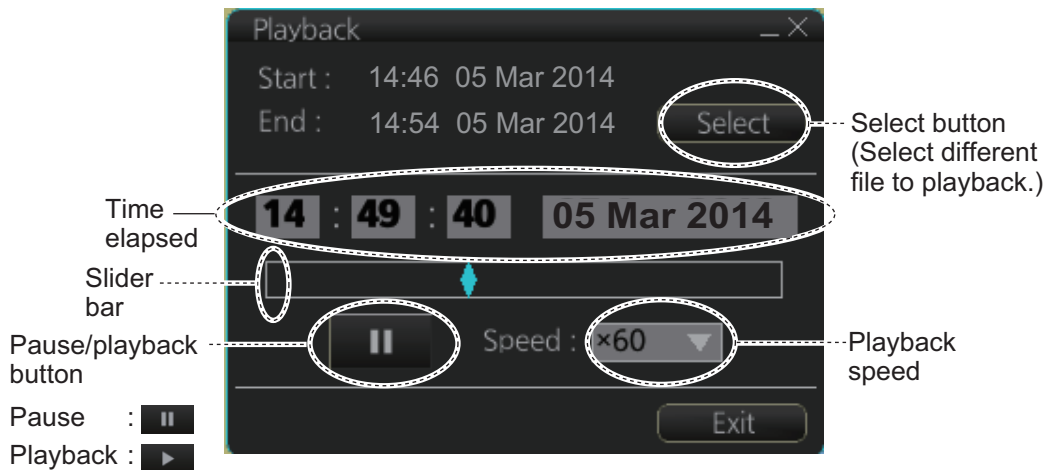 Playback
Start : 14:46 05 Mar 2014
End : 14:54 05 Mar 2014
Select
Select button
(Select different
file to playback.)
Time
elapsed
14 : 49 : 40 05 Mar 2014
Slider
bar
Pause/playback
button
Speed : ×60
Playback
speed
Pause :
Playback :
Exit